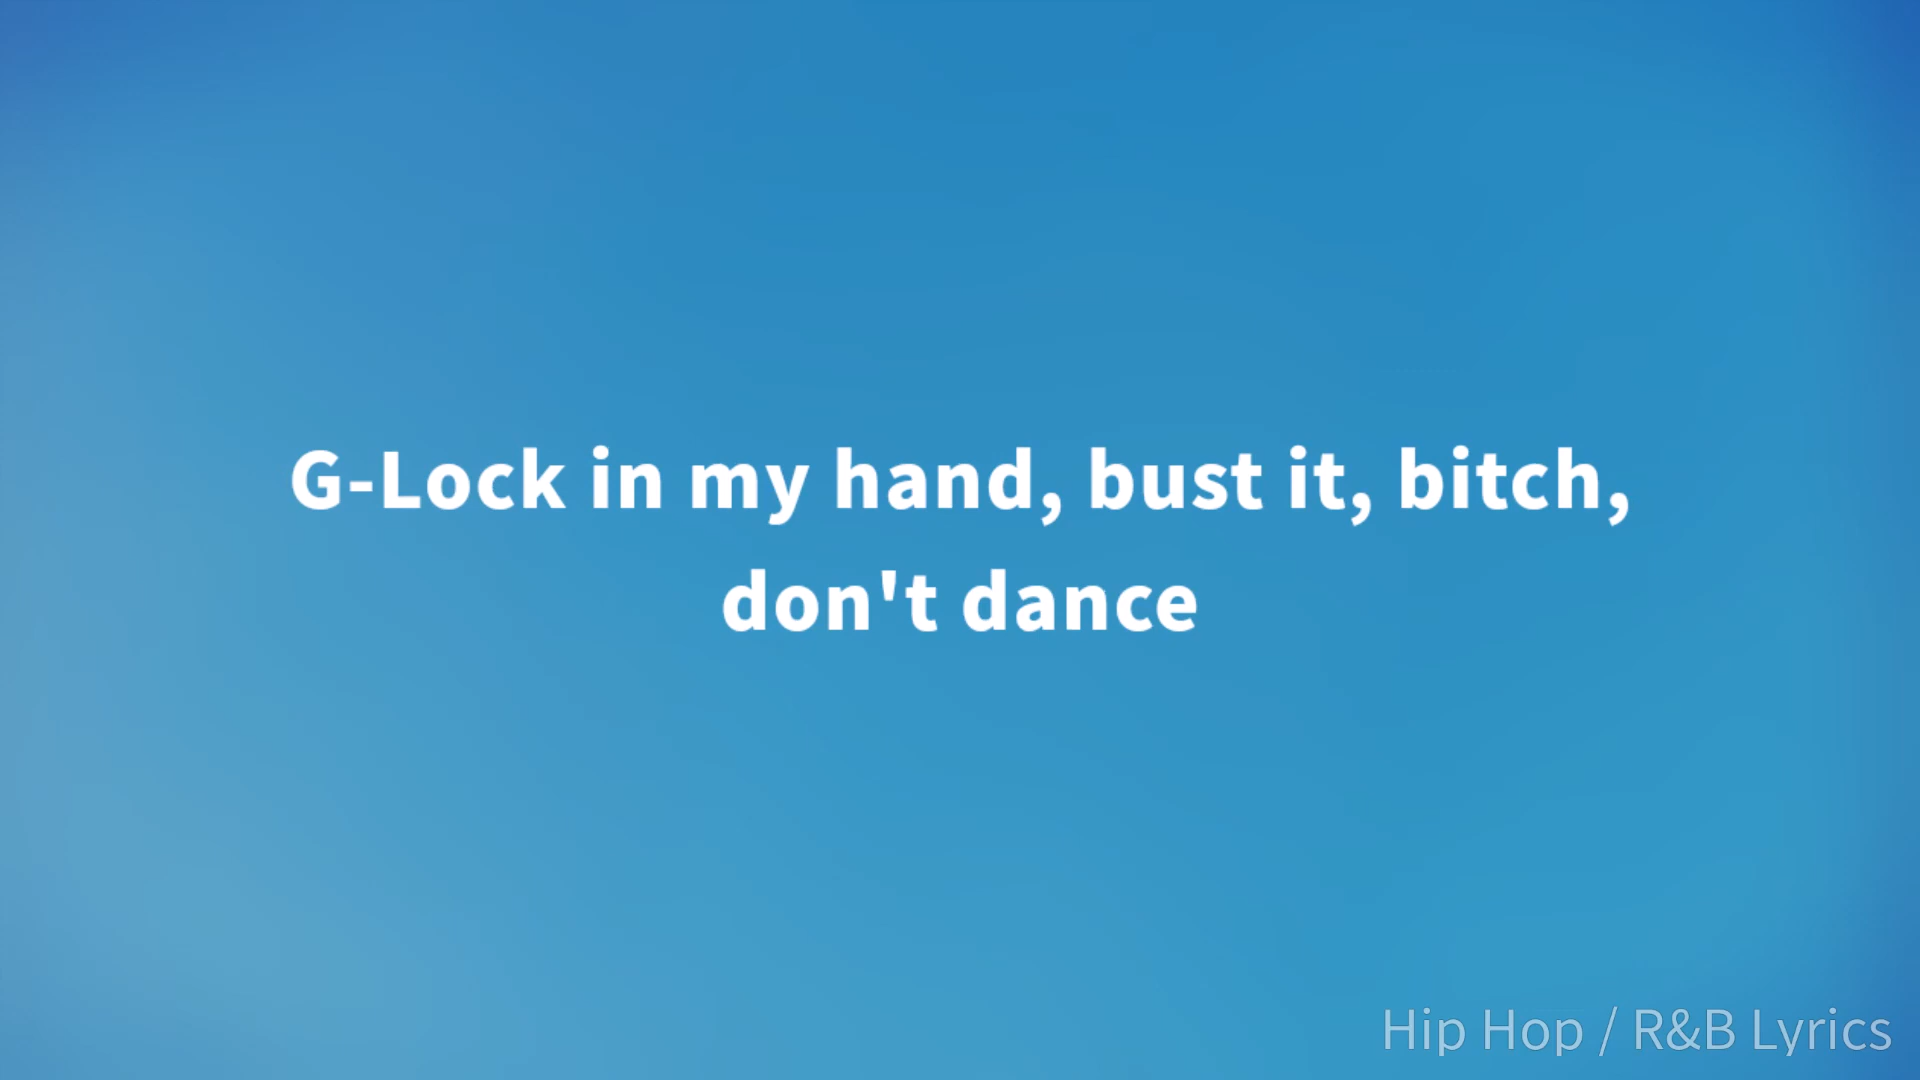 G-Lock in my hand, bust it, bitch,
don't dance
Hip Hop / R&B Lyrics